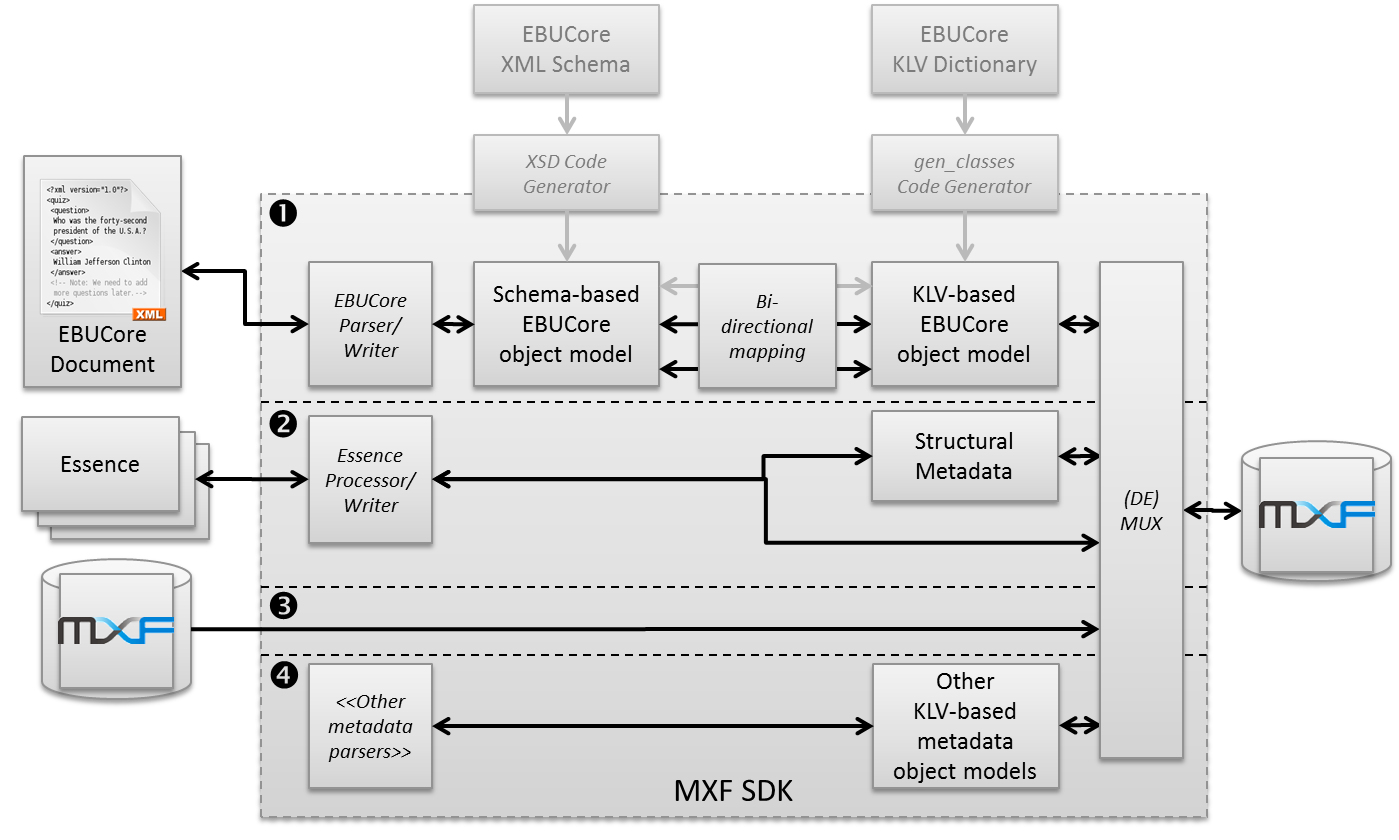 EBUCore
XML Schema
EBUCore
KLV Dictionary
XSD Code
Generator
gen_classes
Code Generator
<?xml version="1.0"?>
<quiz>
<question>
Who was the forty-second
president of the U.S.A.?
</question>
<answer>
William Jefferson Clinton
</answer>
<!-- Note: We need to add
more questions later.-->
</quiz>
XML
EBUCore
Document
❶
EBUCore
Parser/
Writer
Schema-based
EBUCore
object model
Bi-
directional
mapping
KLV-based
EBUCore
object model
❷
Essence
Essence
Processor/
Writer
Structural
Metadata
(DE)
MUX
MXF
❸
MXF
❹
<<Other
metadata
parsers>>
Other
KLV-based
metadata
object models
MXF SDK